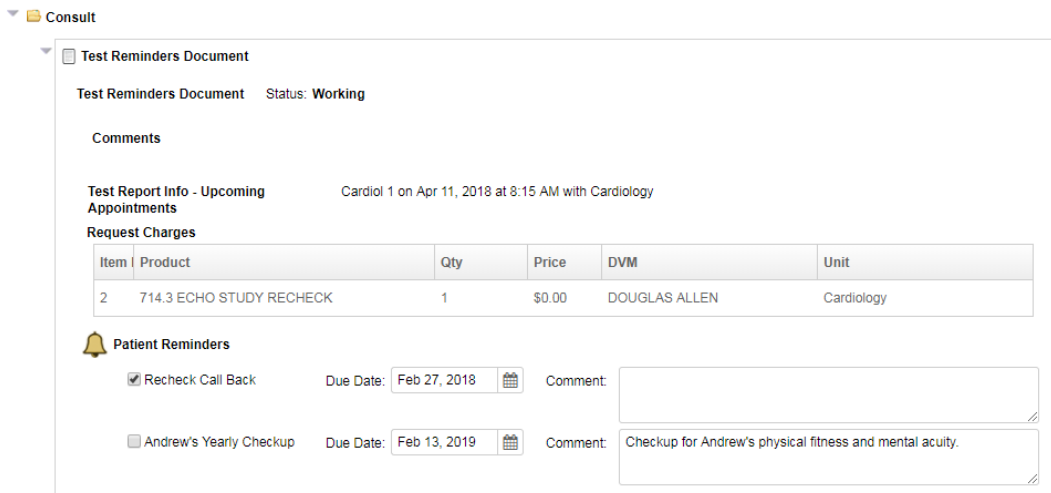 Consult
Test Reminders Document
Test Reminders Document Status: Working
Comments
Test Report Info - Upcoming Cardiol 1 on Apr 11, 2018 at 8:15 AM with Cardiology
Appointments
Request Charges
Item Product Qty Price DVM Unit
2 714.3 ECHO STUDY RECHECK 1 $0.00 DOUGLAS ALLEN Cardiology
Patient Reminders
Recheck Call Back Due Date: Feb 27, 2018 Comment:
Andrew's Yearly Checkup Due Date: Feb 13, 2019 Comment: Checkup for Andrew's physical fitness and mental acuity.